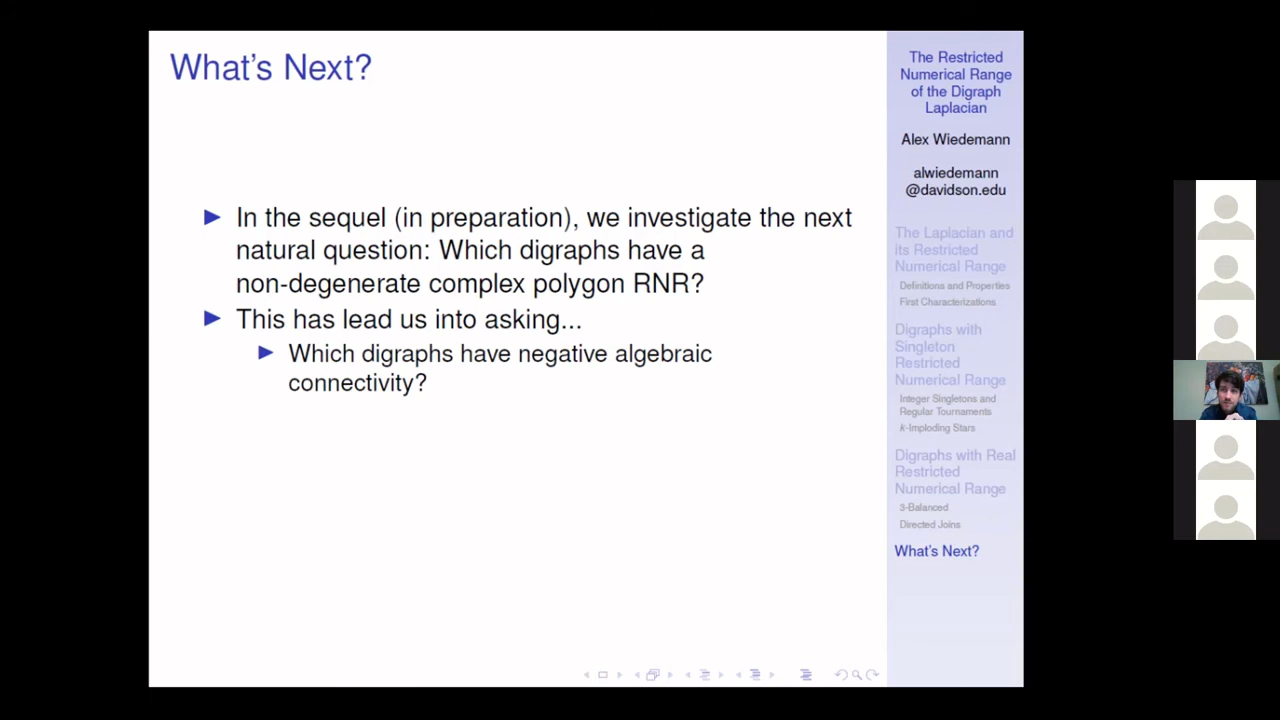 What's Next?
▶ In the sequel (in preparation), we investigate the next
natural question: Which digraphs have a
non-degenerate complex polygon RNR?
▶ This has lead us into asking...
▶ Which digraphs have negative algebraic
connectivity?
The Restricted
Numerical Range
of the Digraph
Laplacian
Alex Wiedemann
alwiedemann
@davidson.edu
The Laplacian and
its Restricted
Numerical Range
Definitions and Properties
First Characterizations
Digraphs with
Singleton
Restricted
Numerical Range
Integer Singletons and
Regular Tournaments
k-Imploding Stars
Digraphs with Real
Restricted
Numerical Range
3-Balanced
Directed Joins
What's Next?